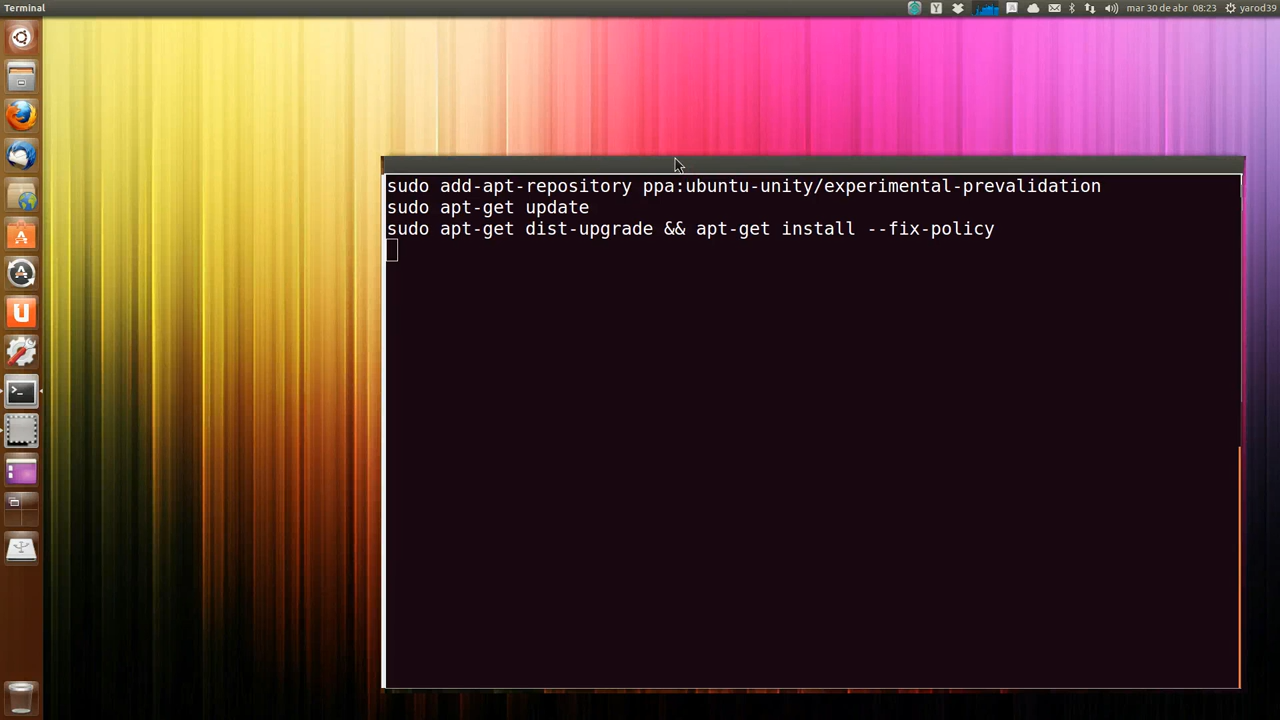 Terminal
mar 30 de abr 08:23 yarod39
sudo add-apt-repository ppa:ubuntu-unity/experimental-prevalidation
sudo apt-get update
sudo apt-get dist-upgrade && apt-get install --fix-policy